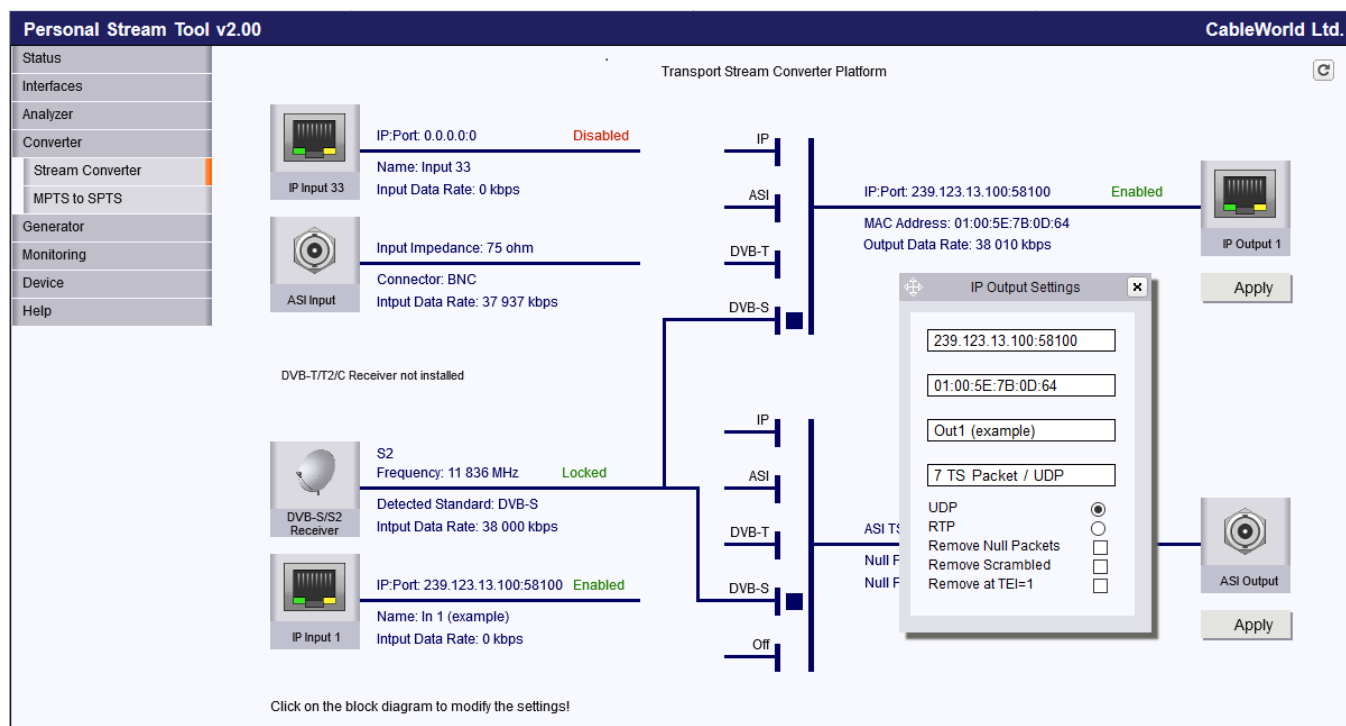 Personal Stream Tool v2.00
CableWorld Ltd.
Status
Interfaces
Analyzer
Converter
Stream Converter
MPTS to SPTS
Generator
Monitoring
Device
Help
Transport Stream Converter Platform
IP Input 33
IP:Port: 0.0.0.0:0 Disabled
Name: Input 33
Input Data Rate: 0 kbps
ASI Input
Input Impedance: 75 ohm
Connector: BNC
Intput Data Rate: 37 937 kbps
DVB-T/T2/C Receiver not installed
DVB-S/S2
Receiver
S2
Frequency: 11 836 MHz Locked
Detected Standard: DVB-S
Intput Data Rate: 38 000 kbps
IP Input 1
IP:Port: 239.123.13.100:58100 Enabled
Name: In 1 (example)
Intput Data Rate: 0 kbps
IP
ASI
DVB-T
DVB-S
IP
ASI
DVB-T
DVB-S
Off
IP:Port: 239.123.13.100:58100 Enabled
MAC Address: 01:00:5E:7B:0D:64
Output Data Rate: 38 010 kbps
IP Output 1
Apply
IP Output Settings
239.123.13.100:58100
01:00:5E:7B:0D:64
Out1 (example)
7 TS Packet / UDP
UDP
RTP
Remove Null Packets
Remove Scrambled
Remove at TEI=1
ASI
Null
Null
ASI Output
Apply
Click on the block diagram to modify the settings!